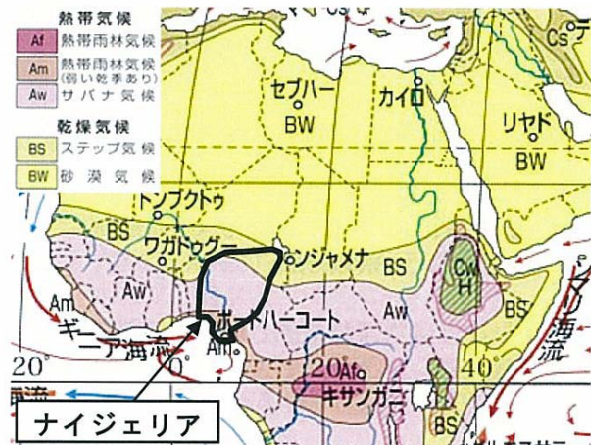 熱帯気候
Af 熱帯雨林気候
Am 熱帯雨林気候
(弱い乾季あり)
Aw サバナ気候
乾燥気候
BS ステップ気候
BW 砂漠気候
Cs
セブハー
BW
カイロ
リヤド
BW
トンブクトゥ
BS
ワガドゥグー
ンジャメナ
BS
Cw
H
Aw
Aw
BS
Am
ポートハーコート
ギニア海流
Am
20° 0° 20° 40°
Af
キサンガニ
BS
ナイジェリア